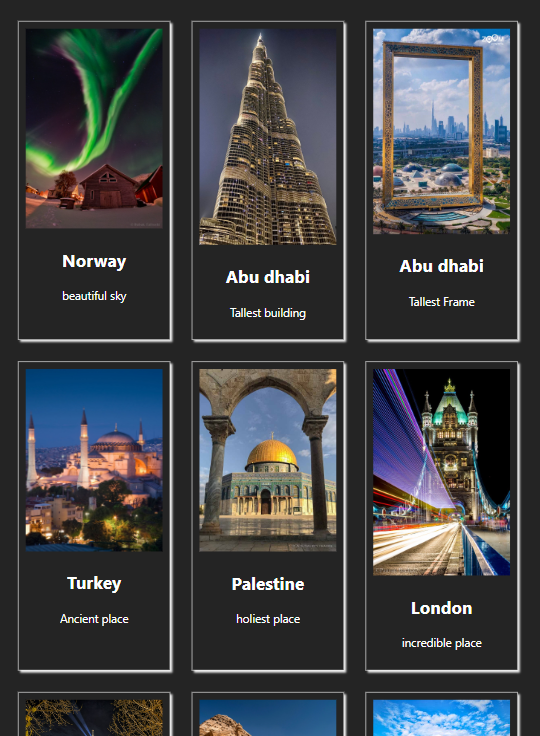 Norway
beautiful sky
Abu dhabi
Tallest building
Abu dhabi
Tallest Frame
Turkey
Ancient place
Palestine
holiest place
London
incredible place